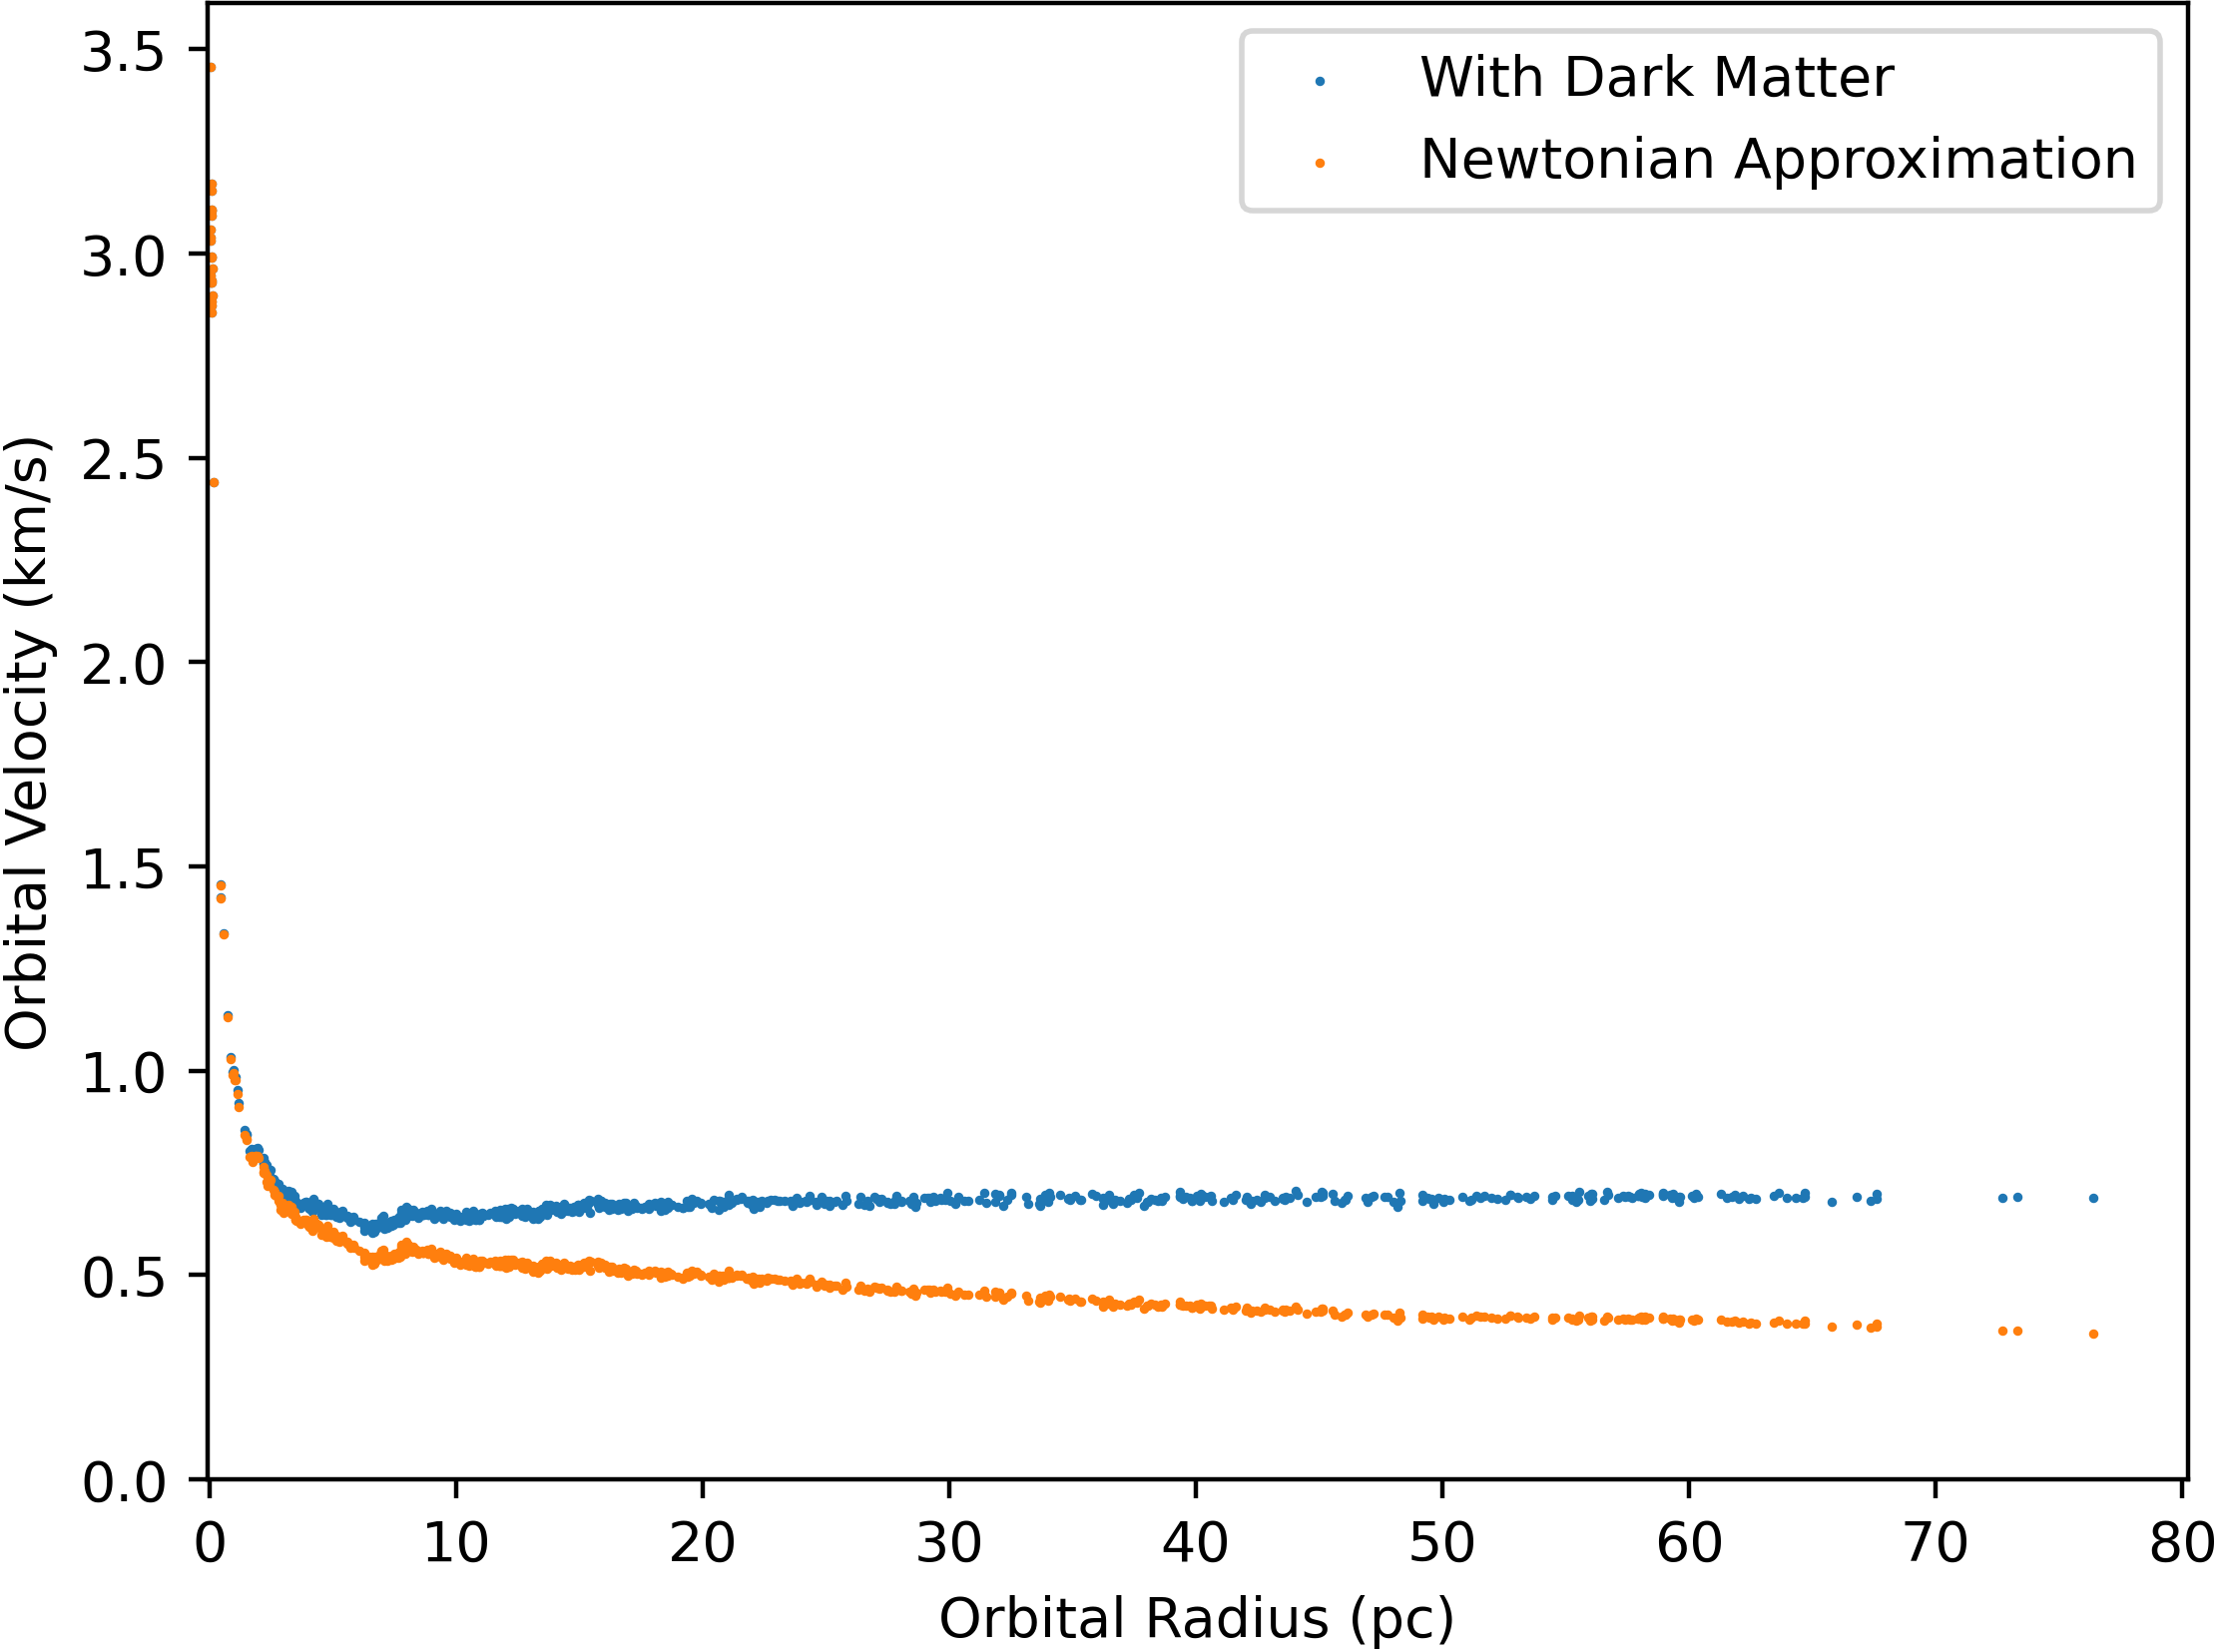 With Dark Matter
Newtonian Approximation
Orbital Velocity (km/s)
3.5
3.0
2.5
2.0
1.5
1.0
0.5
0.0
0 10 20 30 40 50 60 70 80
Orbital Radius (pc)